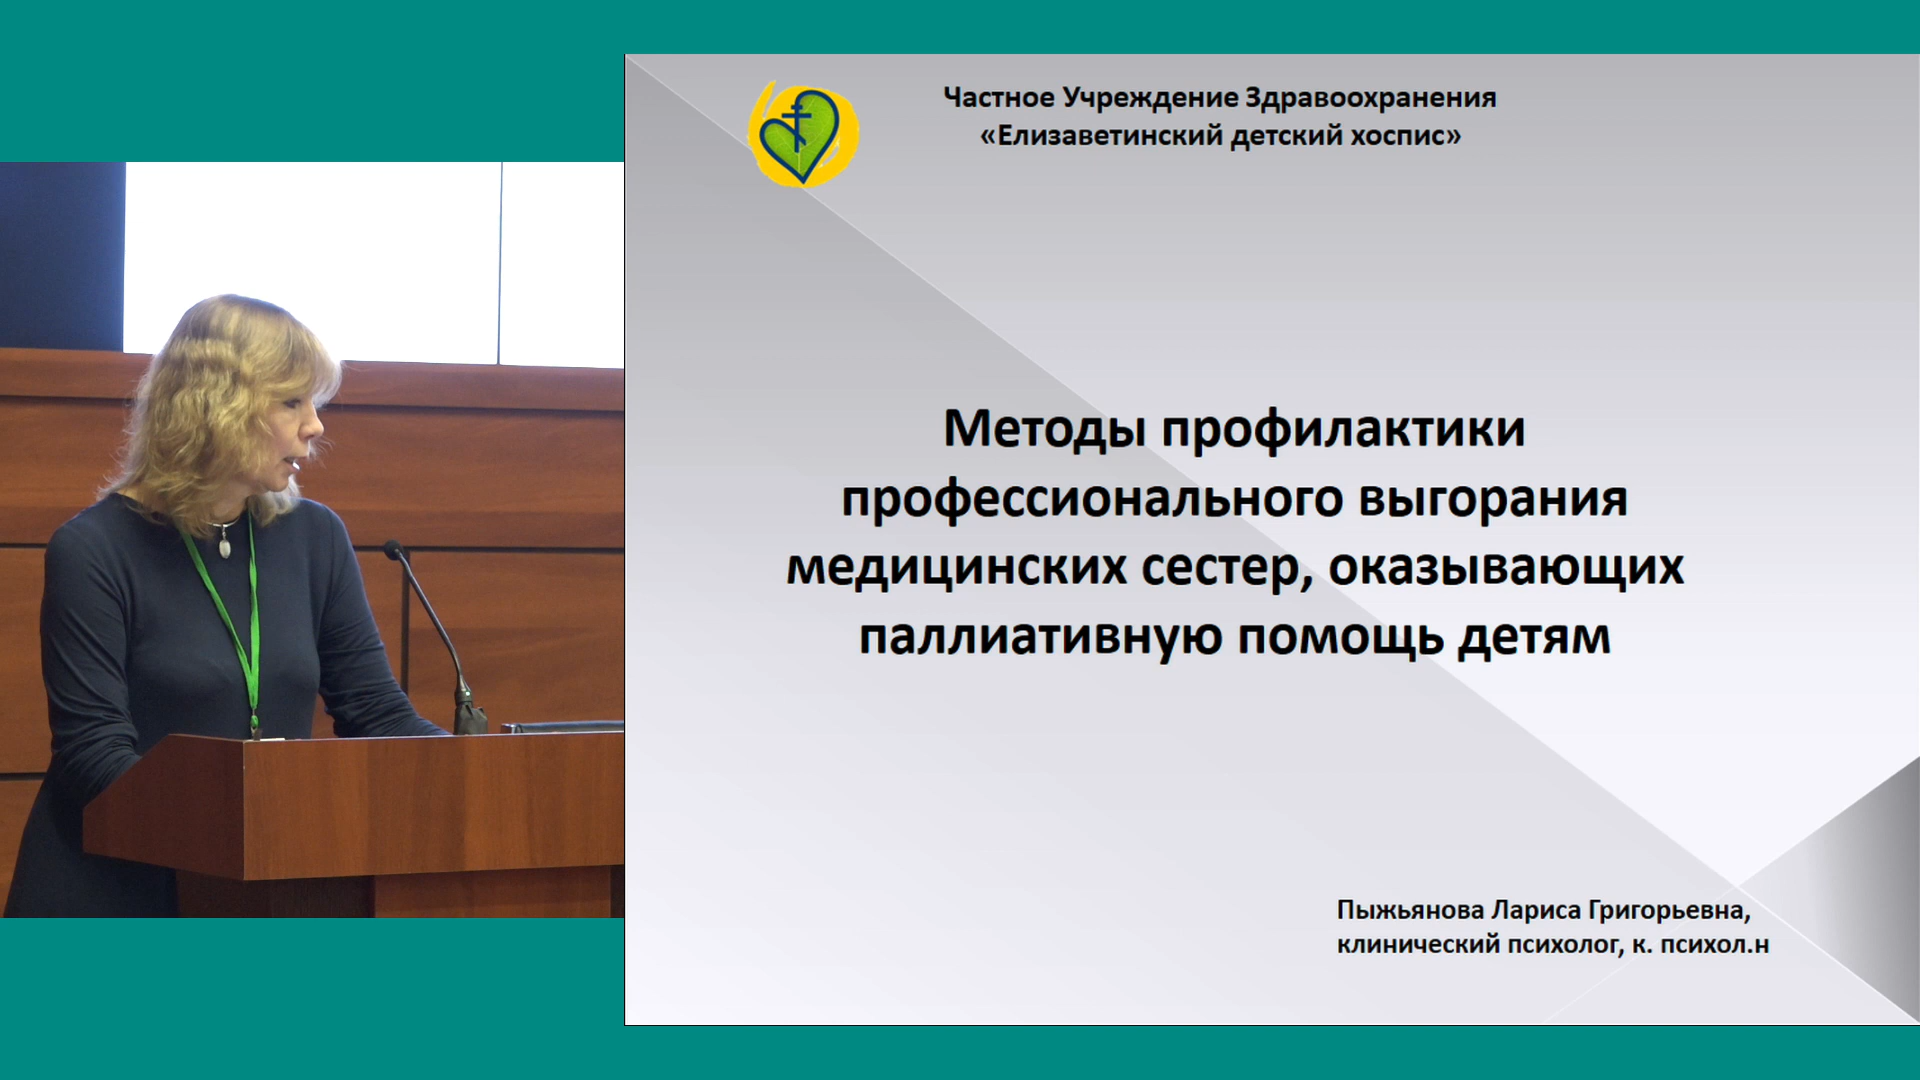 Частное Учреждение Здравоохранения
«Елизаветинский детский хоспис»
Методы профилактики
профессионального выгорания
медицинских сестер, оказывающих
паллиативную помощь детям
Пыжьянова Лариса Григорьевна,
клинический психолог, к. психол.н